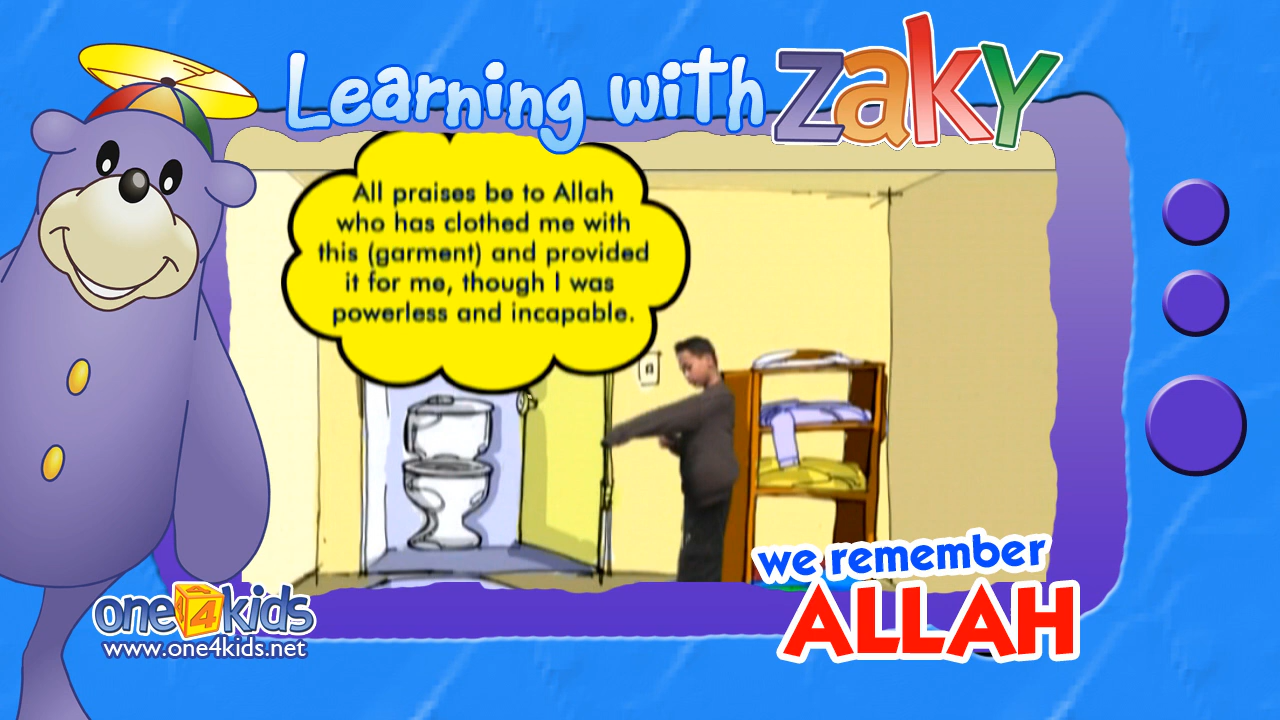 Learning with zaky
All praises be to Allah
who has clothed me with
this (garment) and provided
it for me, though I was
powerless and incapable.
we remember
ALLAH
one4kids
www.one4kids.net